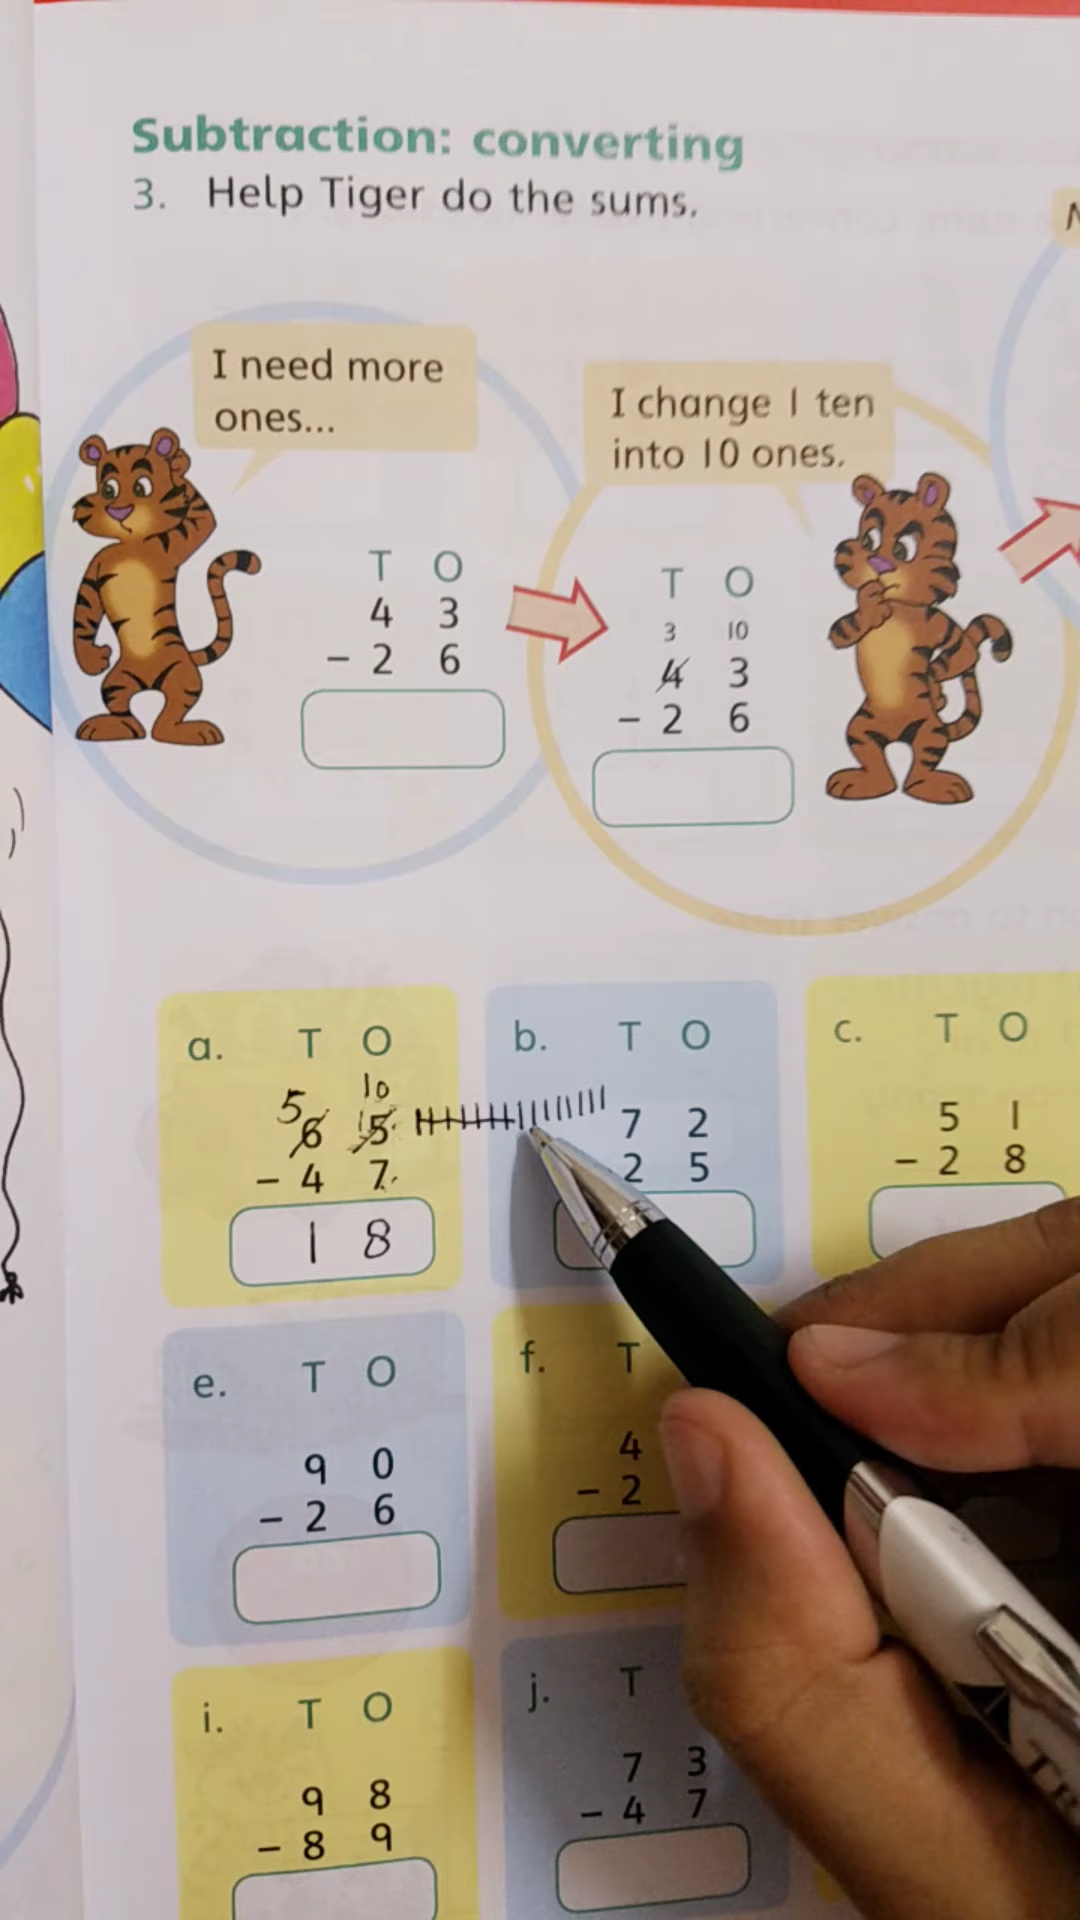 Subtraction: converting
3. Help Tiger do the sums.
I need more
ones...
T O
4 3
– 2 6
I change 1 ten
into 10 ones.
T O
3 10
4 3
– 2 6
a. T O
10
5
6 15
– 4 7
1 8
b. T O
7 2
2 5
c. T O
5 1
– 2 8
e. T O
9 0
– 2 6
f. T
4
– 2
i. T O
9 8
– 8 9
j. T
7 3
– 4 7